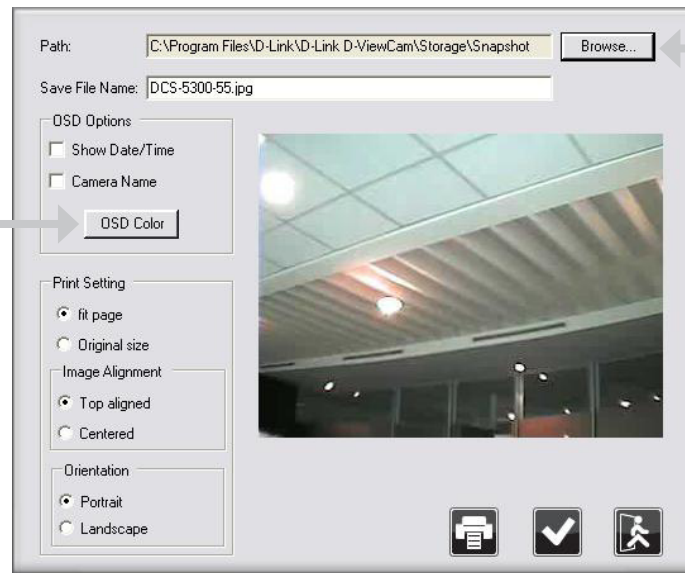 Path: C:\Program Files\D-Link\D-Link D-ViewCam\Storage\Snapshot Browse...
Save File Name: DCS-5300-55.jpg
OSD Options
Show Date/Time
Camera Name
OSD Color
Print Setting
fit page
Original size
Image Alignment
Top aligned
Centered
Orientation
Portrait
Landscape